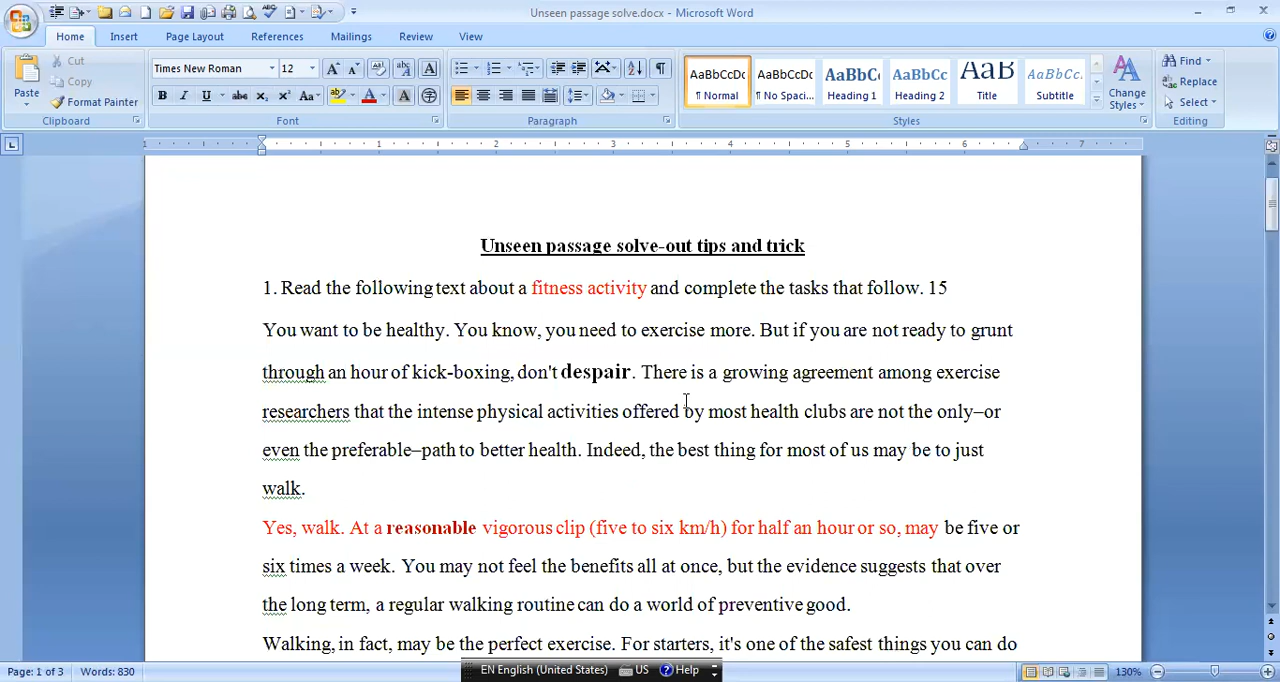 Unseen passage solve.docx - Microsoft Word
Home Insert Page Layout References Mailings Review View
Paste
Cut
Copy
Format Painter
Clipboard
Times New Roman 12
Font
Paragraph
AaBbCcDc AaBbCcDc AaBbC AaBbCc AaB AaBbCc.
¶ Normal ¶ No Spaci... Heading 1 Heading 2 Title Subtitle
Change Styles
Styles
Find
Replace
Select
Editing
1 1 2 3 4 5 6 7
Unseen passage solve-out tips and trick
1. Read the following text about a fitness activity and complete the tasks that follow. 15
You want to be healthy. You know, you need to exercise more. But if you are not ready to grunt
through an hour of kick-boxing, don't despair. There is a growing agreement among exercise
researchers that the intense physical activities offered by most health clubs are not the only–or
even the preferable–path to better health. Indeed, the best thing for most of us may be to just
walk.
Yes, walk. At a reasonable vigorous clip (five to six km/h) for half an hour or so, may be five or
six times a week. You may not feel the benefits all at once, but the evidence suggests that over
the long term, a regular walking routine can do a world of preventive good.
Walking, in fact, may be the perfect exercise. For starters, it's one of the safest things you can do
Page: 1 of 3 Words: 830 EN English (United States) US Help 130%